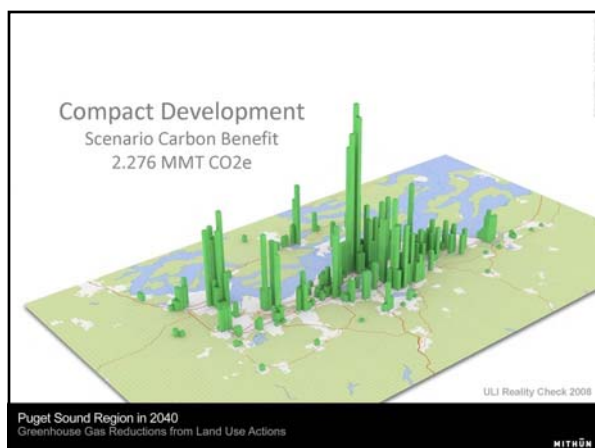 Compact Development
Scenario Carbon Benefit
2.276 MMT CO2e
ULI Reality Check 2008
Puget Sound Region in 2040
Greenhouse Gas Reductions from Land Use Actions
MITHŪN